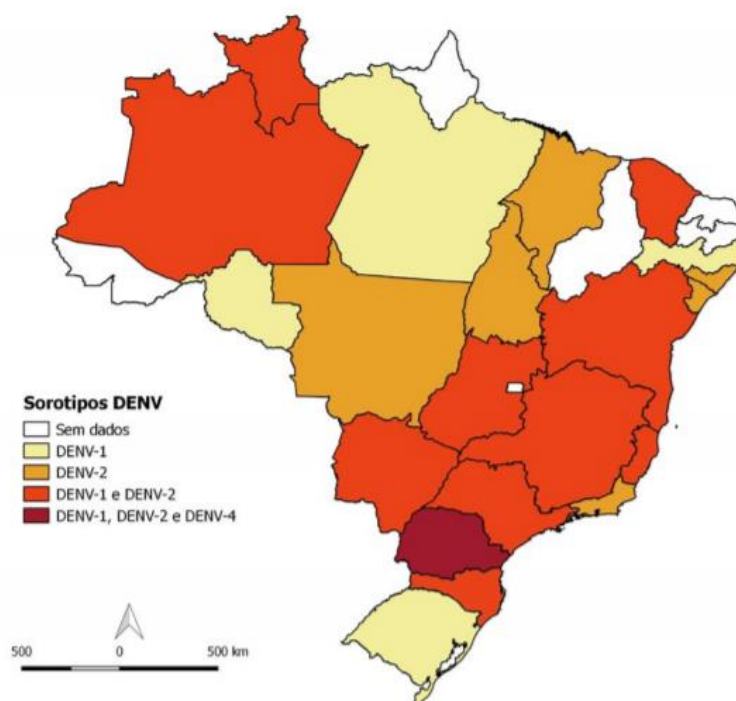 Sorotipos DENV
Sem dados
DENV-1
DENV-2
DENV-1 e DENV-2
DENV-1, DENV-2 e DENV-4
500 0 500 km